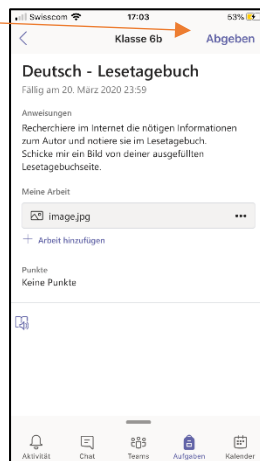 Swisscom 17:03 53%
Klasse 6b Abgeben
Deutsch - Lesetagebuch
Fällig am 20. März 2020 23:59
Anweisungen
Recherchiere im Internet die nötigen Informationen
zum Autor und notiere sie im Lesetagebuch.
Schicke mir ein Bild von deiner ausgefüllten
Lesetagebuchseite.
Meine Arbeit
image.jpg
+ Arbeit hinzufügen
Punkte
Keine Punkte
Aktivität Chat Teams Aufgaben Kalender